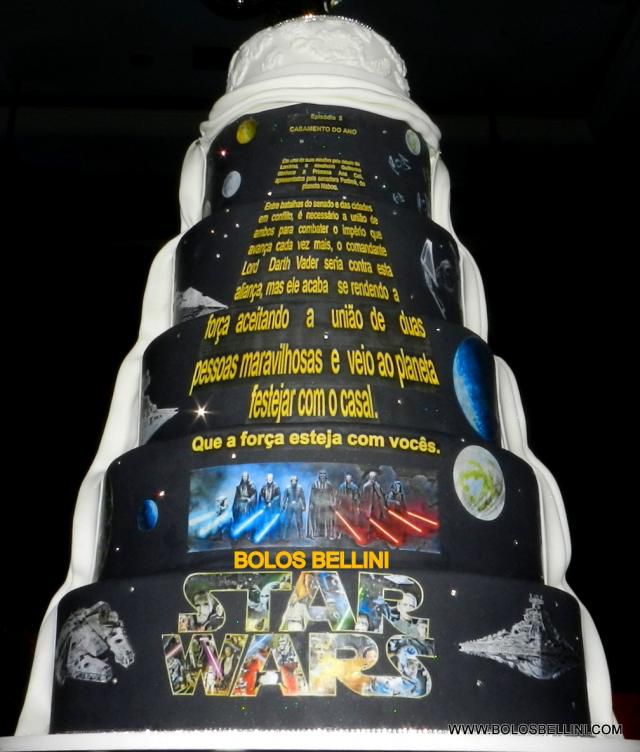 Episódio 5
CASAMENTO DO ANO
planeta Naboo.
Entre batalhas do senado e das cidades
em conflito, é necessário a união de
ambos para combater o império que
avança cada vez mais, o comandante
Lord Darth Vader seria contra esta
aliança, mas ele acaba se rendendo a
força aceitando a união de duas
pessoas maravilhosas e veio ao planeta
festejar com o casal.
Que a força esteja com vocês.
BOLOS BELLINI
STAR
WARS
WWW.BOLOSBELLINI.COM